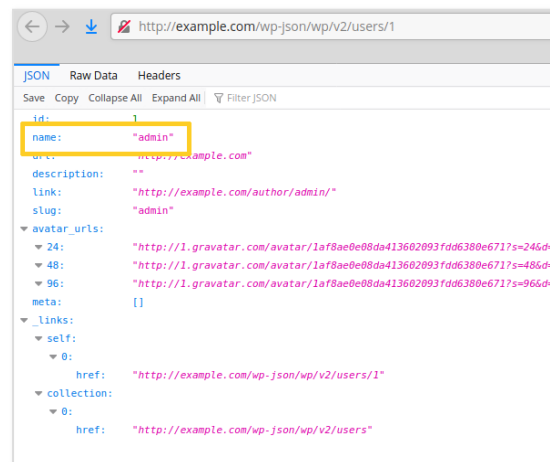 http://example.com/wp-json/wp/v2/users/1
JSON Raw Data Headers
Save Copy Collapse All Expand All Filter JSON
id: 1
name: "admin"
url: "http://example.com"
description: ""
link: "http://example.com/author/admin/"
slug: "admin"
avatar_urls:
24: "http://1.gravatar.com/avatar/1af8ae0e08da413602093fdd6380e671?s=24&d=
48: "http://1.gravatar.com/avatar/1af8ae0e08da413602093fdd6380e671?s=48&d=
96: "http://1.gravatar.com/avatar/1af8ae0e08da413602093fdd6380e671?s=96&d=
meta: []
_links:
self:
0:
href: "http://example.com/wp-json/wp/v2/users/1"
collection:
0:
href: "http://example.com/wp-json/wp/v2/users"